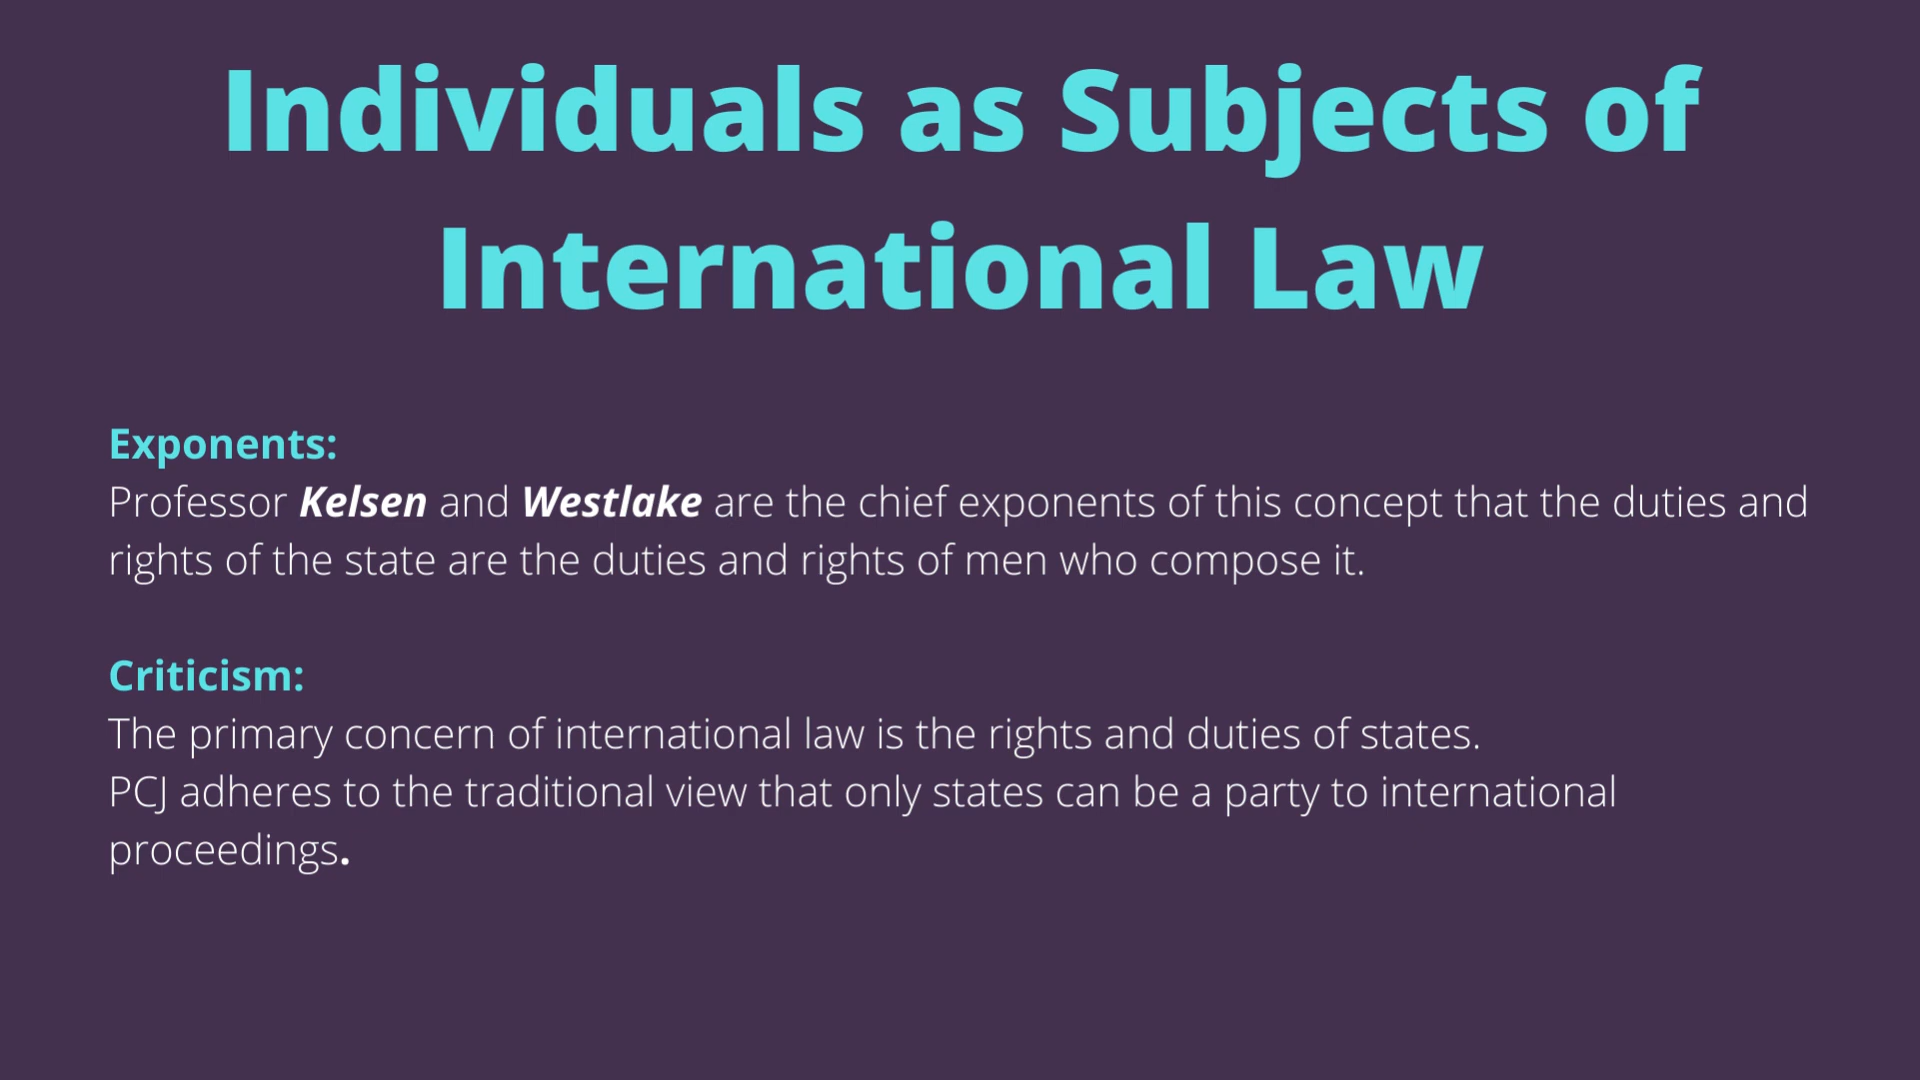 Individuals as Subjects of
International Law
Exponents:
Professor Kelsen and Westlake are the chief exponents of this concept that the duties and
rights of the state are the duties and rights of men who compose it.
Criticism:
The primary concern of international law is the rights and duties of states.
PCJ adheres to the traditional view that only states can be a party to international
proceedings.